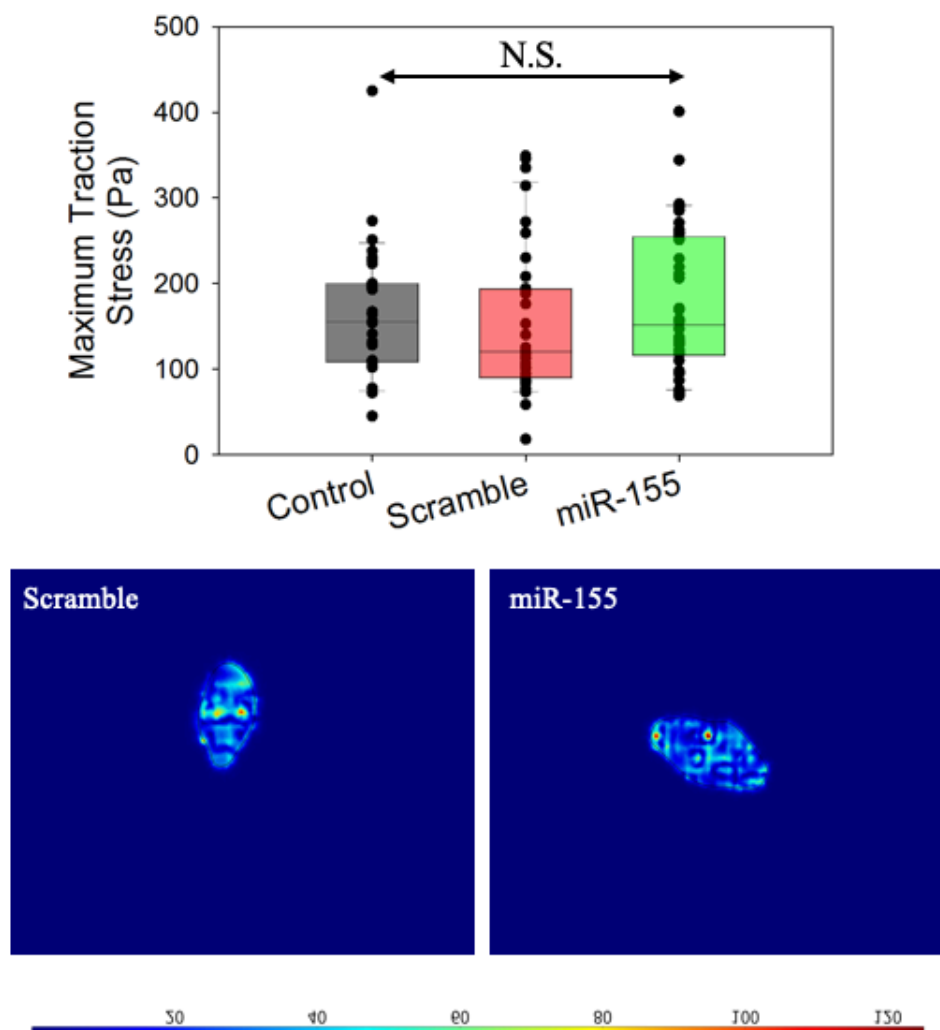 500
N.S.
400
300
200
100
0
Maximum Traction
Stress (Pa)
Control
Scramble
miR-155
Scramble
miR-155
20 40 60 80 100 120